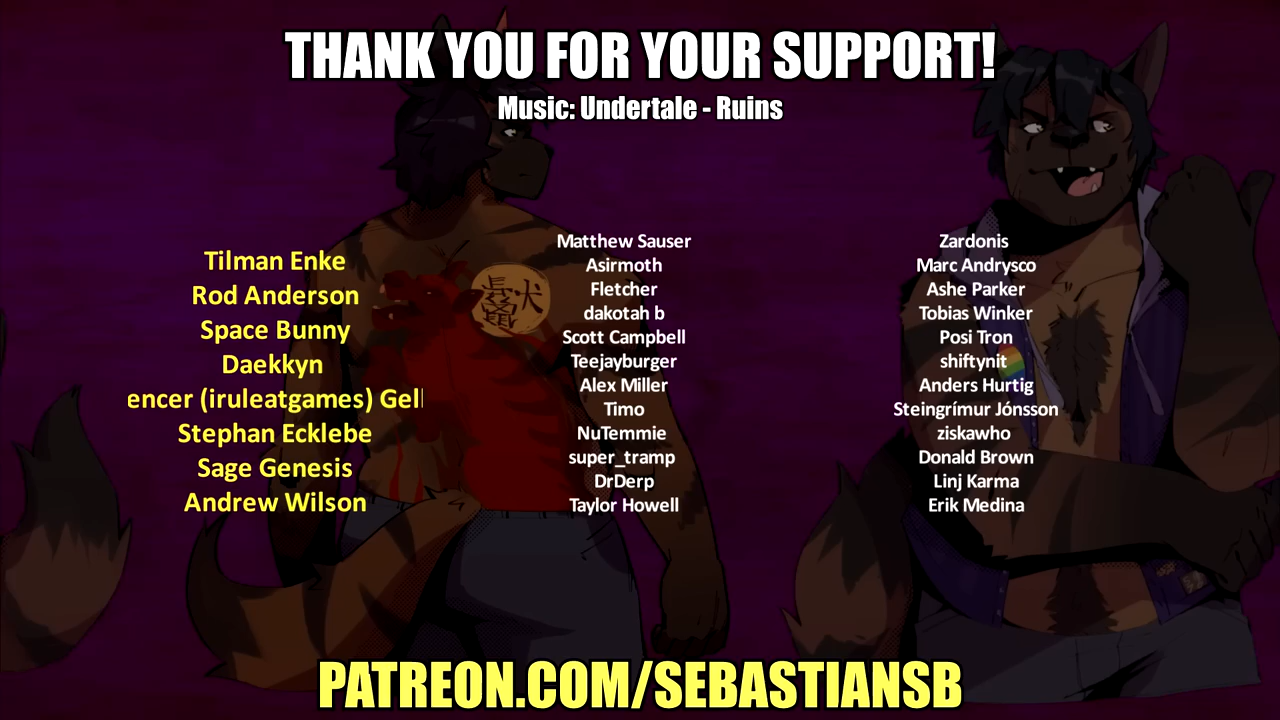 THANK YOU FOR YOUR SUPPORT!
Music: Undertale - Ruins
Tilman Enke
Rod Anderson
Space Bunny
Daekkyn
encer (iruleatgames) Gell
Stephan Ecklebe
Sage Genesis
Andrew Wilson
Matthew Sauser
Asirmoth
Fletcher
dakotah b
Scott Campbell
Teejayburger
Alex Miller
Timo
NuTemmie
super_tramp
DrDerp
Taylor Howell
Zardonis
Marc Andrysco
Ashe Parker
Tobias Winker
Posi Tron
shiftynit
Anders Hurtig
Steingrímur Jónsson
ziskawho
Donald Brown
Linj Karma
Erik Medina
PATREON.COM/SEBASTIANSB